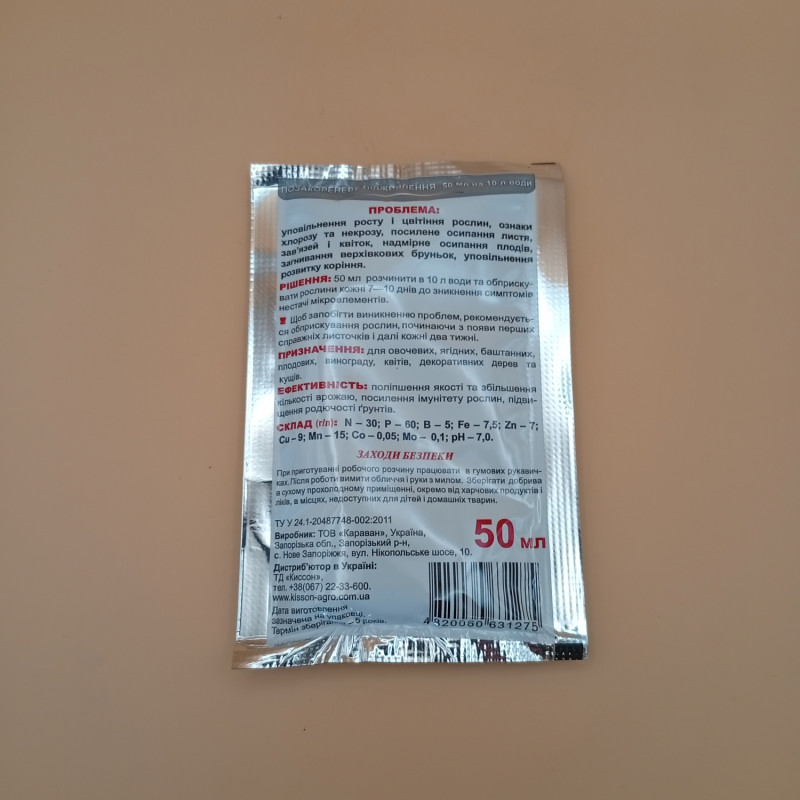 ПОЗАКОРЕНЕВЕ ПІДЖИВЛЕННЯ 50 мл на 10 л води
ПРОБЛЕМА:
уповільнення росту і цвітіння рослин, ознаки
хлорозу та некрозу, посилене осипання листя,
зав'язей і квіток, надмірне осипання плодів,
загнивання верхівкових бруньок, уповільнення
розвитку коріння.
РІШЕННЯ: 50 мл розчинити в 10 л води та обприску-
вати рослини кожні 7—10 днів до зникнення симптомів
нестачі мікроелементів.
Щоб запобігти виникненню проблем, рекомендуєть-
ся обприскування рослин, починаючи з появи перших
справжніх листочків і далі кожні два тижні.
ПРИЗНАЧЕННЯ: для овочевих, ягідних, баштанних,
плодових, винограду, квітів, декоративних дерев та
кущів.
ЕФЕКТИВНІСТЬ: поліпшення якості та збільшення
кількості врожаю, посилення імунітету рослин, підви-
щення родючості ґрунтів.
СКЛАД (г/л): N – 30; P – 60; B – 5; Fe – 7,5; Zn – 7;
Cu – 9; Mn – 15; Co – 0,05; Mo – 0,1; pH – 7,0.
ЗАХОДИ БЕЗПЕКИ
При приготуванні робочого розчину працювати в гумових рукавич-
ках. Після роботи вимити обличчя і руки з милом. Зберігати добрива
в сухому прохолодному приміщенні, окремо від харчових продуктів і
ліків, в місцях, недоступних для дітей і домашніх тварин.
ТУ У 24.1-20487748-002:2011
Виробник: ТОВ «Караван», Україна,
Запорізька обл., Запорізький р-н,
с. Нове Запоріжжя, вул. Нікопольське шосе, 10.
50 мл
Дистриб'ютор в Україні:
ТД «Киссон»,
тел. +38(067) 22-33-600.
www.kisson-agro.com.ua
Дата виготовлення
зазначена на упаковці.
Термін зберігання – 5 років.
4820060 631275